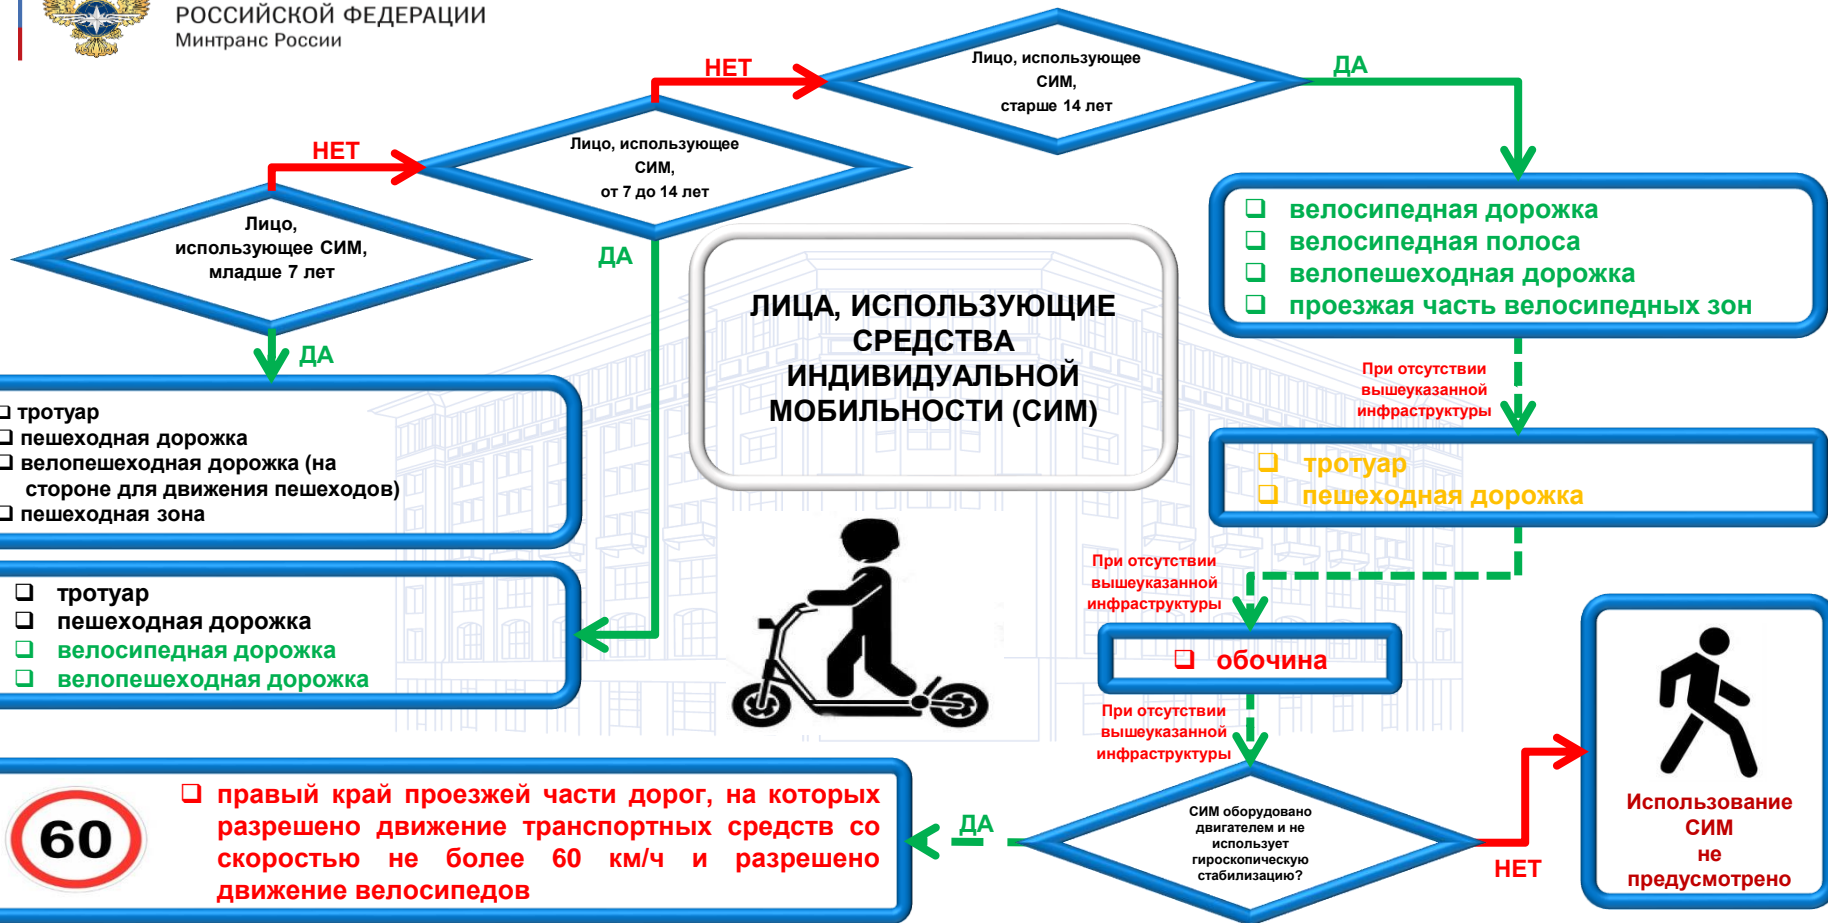 РОССИЙСКОЙ ФЕДЕРАЦИИ
Минтранс России
Лицо, использующее
СИМ,
старше 14 лет
НЕТ
ДА
Лицо, использующее
СИМ,
от 7 до 14 лет
НЕТ
ДА
Лицо,
использующее СИМ,
младше 7 лет
ДА
❑ велосипедная дорожка
❑ велосипедная полоса
❑ велопешеходная дорожка
❑ проезжая часть велосипедных зон
ЛИЦА, ИСПОЛЬЗУЮЩИЕ
СРЕДСТВА
ИНДИВИДУАЛЬНОЙ
МОБИЛЬНОСТИ (СИМ)
При отсутствии
вышеуказанной
инфраструктуры
❑ тротуар
❑ пешеходная дорожка
❑ велопешеходная дорожка (на
стороне для движения пешеходов)
❑ пешеходная зона
❑ тротуар
❑ пешеходная дорожка
❑ тротуар
❑ пешеходная дорожка
❑ велосипедная дорожка
❑ велопешеходная дорожка
При отсутствии
вышеуказанной
инфраструктуры
❑ обочина
При отсутствии
вышеуказанной
инфраструктуры
60
❑ правый край проезжей части дорог, на которых
разрешено движение транспортных средств со
скоростью не более 60 км/ч и разрешено
движение велосипедов
ДА
СИМ оборудовано
двигателем и не
использует
гироскопическую
стабилизацию?
НЕТ
Использование
СИМ
не
предусмотрено